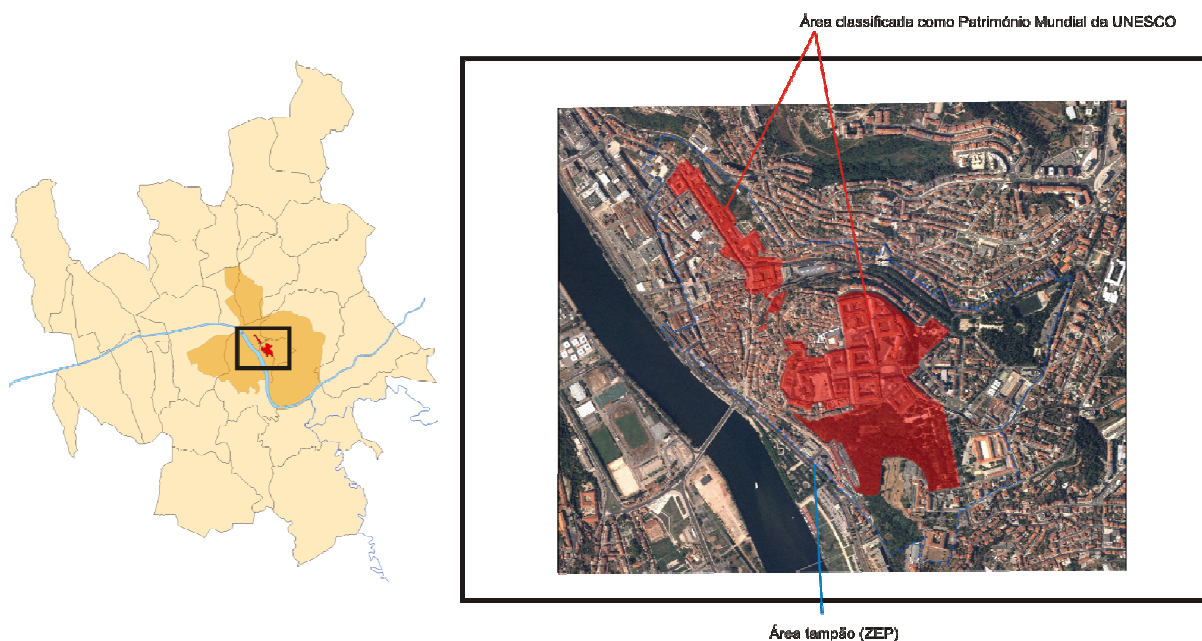 Área classificada como Património Mundial da UNESCO
Área tampão (ZEP)